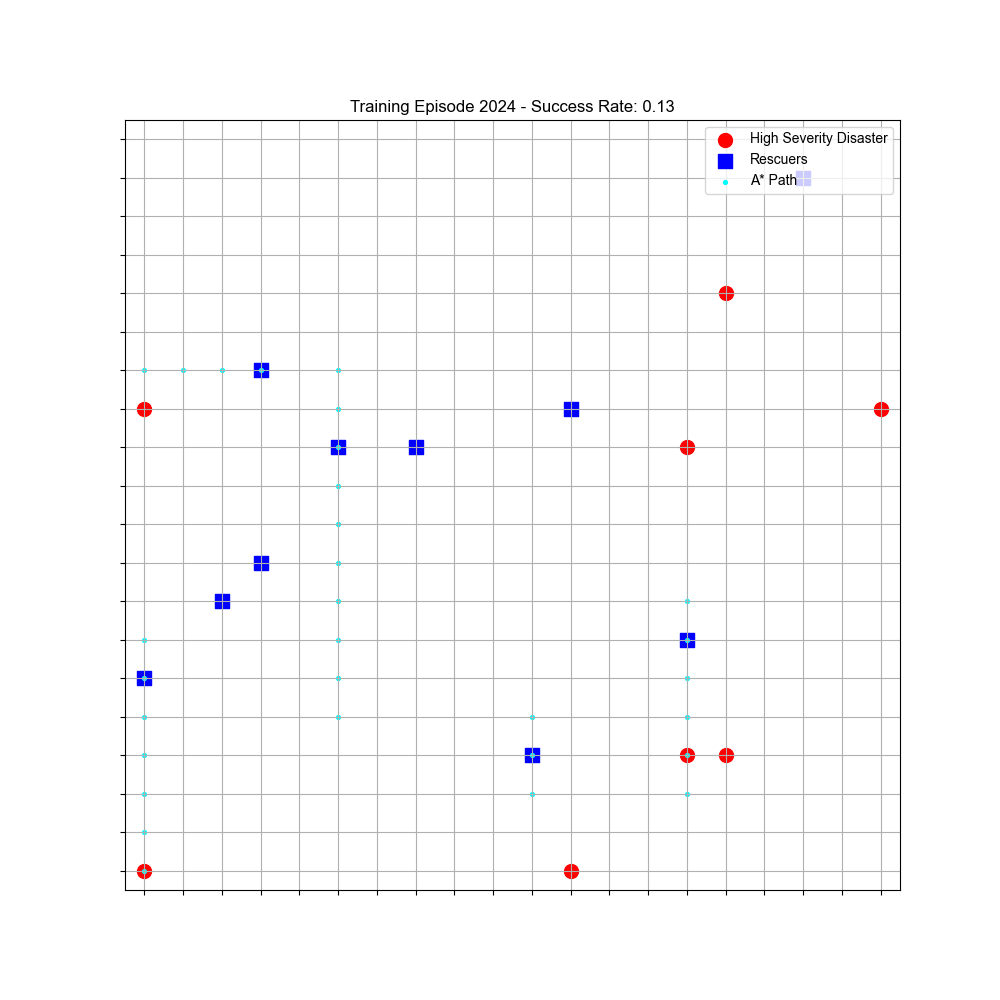 Training Episode 2024 - Success Rate: 0.13
High Severity Disaster
Rescuers
A* Path